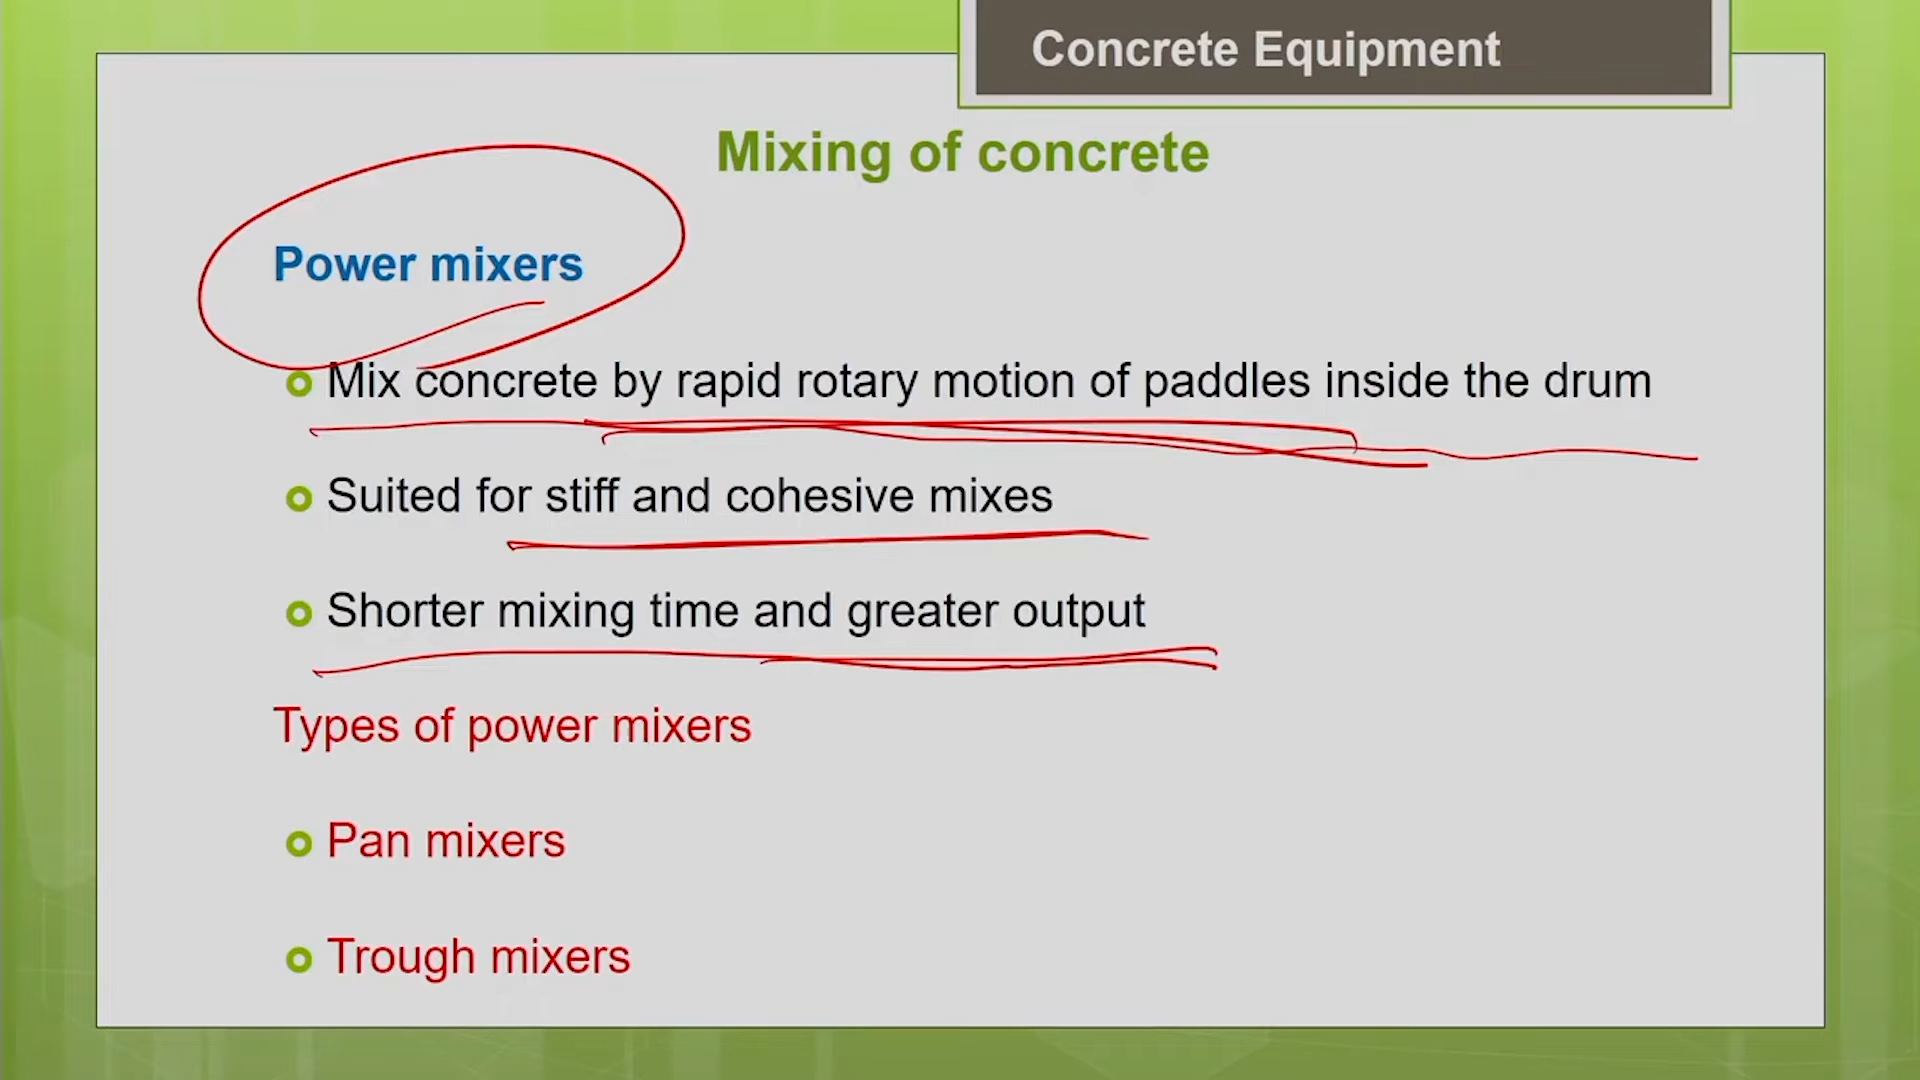 Concrete Equipment
Mixing of concrete
Power mixers
Mix concrete by rapid rotary motion of paddles inside the drum
Suited for stiff and cohesive mixes
Shorter mixing time and greater output
Types of power mixers
Pan mixers
Trough mixers